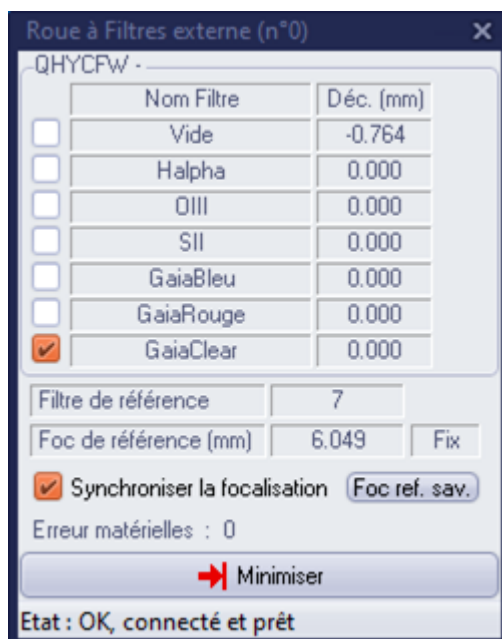 Roue à Filtres externe (n°0)
QHYCFW -
Nom Filtre Déc. (mm)
Vide -0.764
Halpha 0.000
OIII 0.000
SII 0.000
GaiaBleu 0.000
GaiaRouge 0.000
GaiaClear 0.000
Filtre de référence 7
Foc de référence (mm) 6.049 Fix
Synchroniser la focalisation Foc ref. sav.
Erreur matérielles : 0
Minimiser
Etat : OK, connecté et prêt